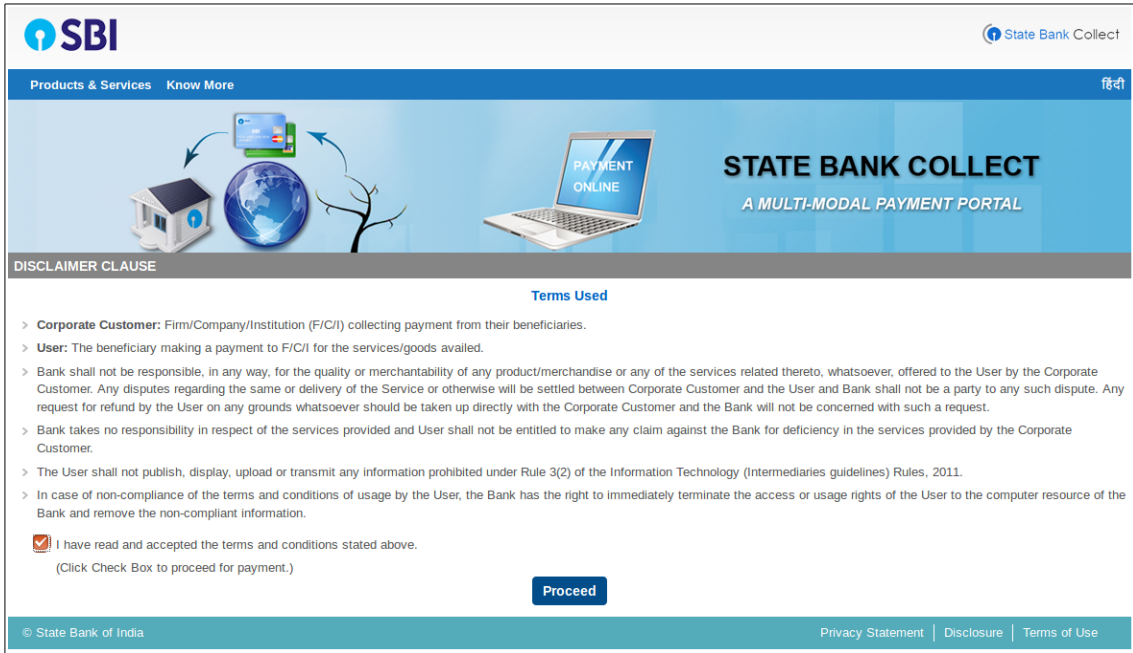 SBI
State Bank Collect
Products & Services Know More हिंदी
SBI
PAYMENT
ONLINE
STATE BANK COLLECT
A MULTI-MODAL PAYMENT PORTAL
DISCLAIMER CLAUSE
Terms Used
Corporate Customer: Firm/Company/Institution (F/C/I) collecting payment from their beneficiaries.
User: The beneficiary making a payment to F/C/I for the services/goods availed.
Bank shall not be responsible, in any way, for the quality or merchantability of any product/merchandise or any of the services related thereto, whatsoever, offered to the User by the Corporate
Customer. Any disputes regarding the same or delivery of the Service or otherwise will be settled between Corporate Customer and the User and Bank shall not be a party to any such dispute. Any
request for refund by the User on any grounds whatsoever should be taken up directly with the Corporate Customer and the Bank will not be concerned with such a request.
Bank takes no responsibility in respect of the services provided and User shall not be entitled to make any claim against the Bank for deficiency in the services provided by the Corporate
Customer.
The User shall not publish, display, upload or transmit any information prohibited under Rule 3(2) of the Information Technology (Intermediaries guidelines) Rules, 2011.
In case of non-compliance of the terms and conditions of usage by the User, the Bank has the right to immediately terminate the access or usage rights of the User to the computer resource of the
Bank and remove the non-compliant information.
I have read and accepted the terms and conditions stated above.
(Click Check Box to proceed for payment.)
Proceed
© State Bank of India Privacy Statement Disclosure Terms of Use